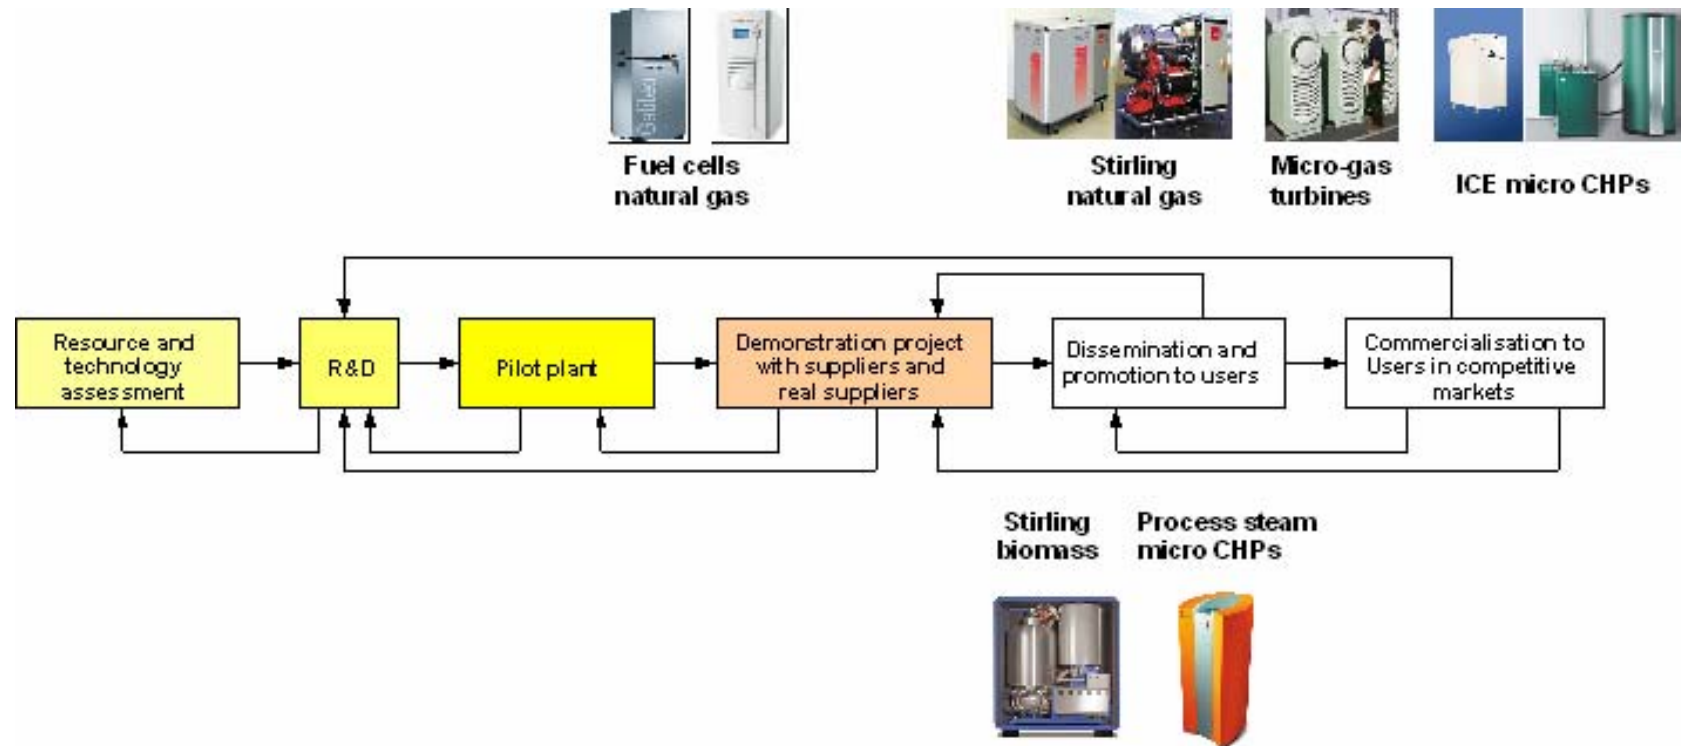 Galileo
Fuel cells
natural gas
Stirling
natural gas
Micro-gas
turbines
ICE micro CHPs
Resource and
technology
assessment
R&D
Pilot plant
Demonstration project
with suppliers and
real suppliers
Dissemination and
promotion to users
Commercialisation to
Users in competitive
markets
Stirling
biomass
Process steam
micro CHPs